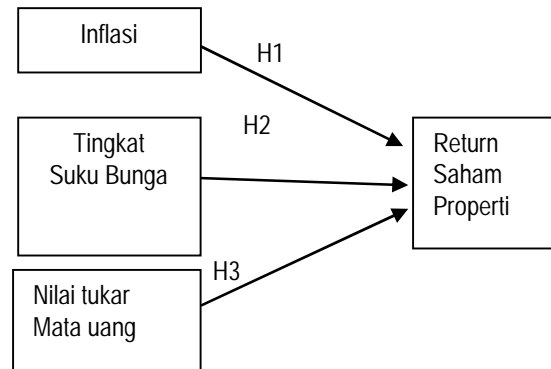 Inflasi
H1
H2
Tingkat
Suku Bunga
Return
Saham
Properti
H3
Nilai tukar
Mata uang